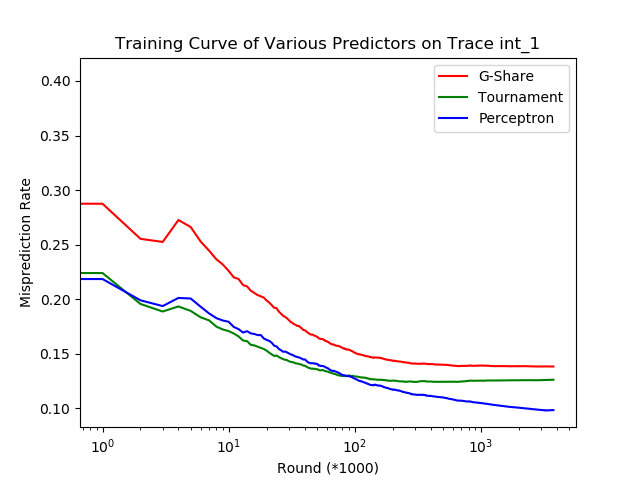 Training Curve of Various Predictors on Trace int_1
G-Share
Tournament
Perceptron
Misprediction Rate
0.40
0.35
0.30
0.25
0.20
0.15
0.10
10⁰ 10¹ 10² 10³
Round (*1000)